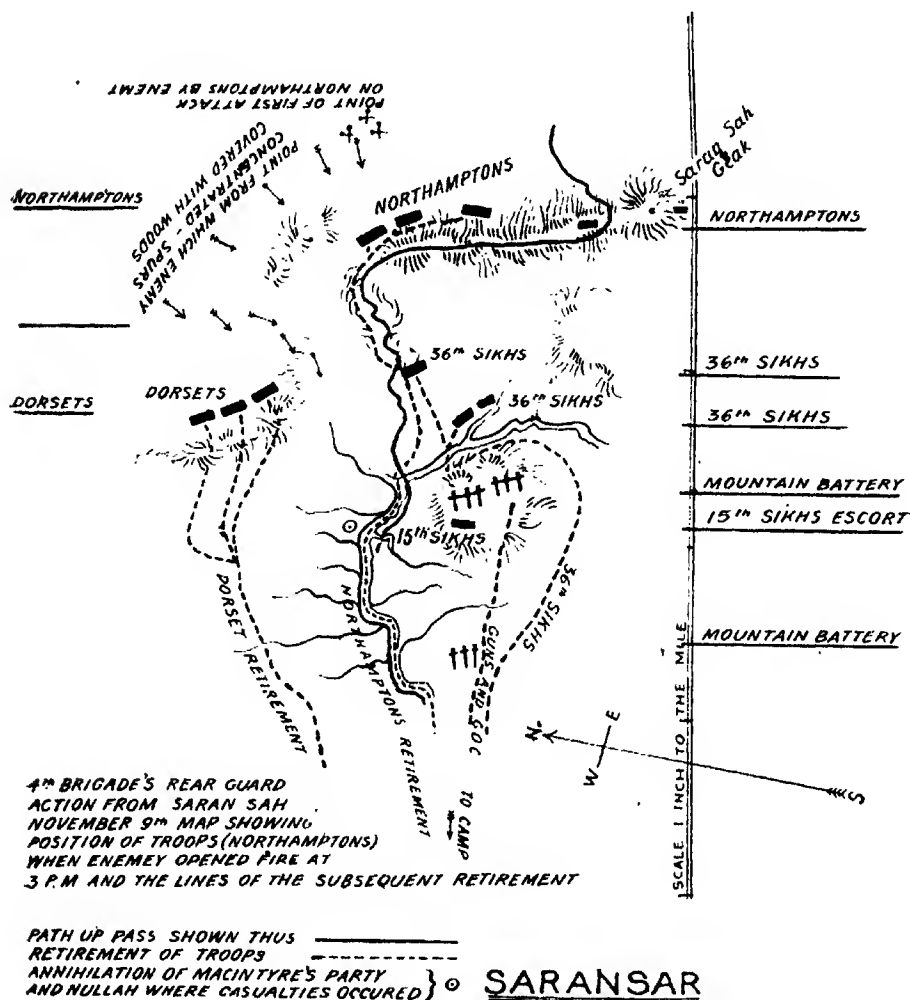 POINT OF FIRST ATTACK
ON NORTHAMPTONS BY ENEMY
POINT FROM WHICH ENEMY
CONCENTRATED - SPURS
COVERED WITH WOODS
Saran Sah
NORTHAMPTONS
NORTHAMPTONS
NORTHAMPTONS
36TH SIKHS
36TH SIKHS
DORSETS
DORSETS
36TH SIKHS
36TH SIKHS
MOUNTAIN BATTERY
15TH SIKHS ESCORT
15TH SIKHS
36TH SIKHS
DORSET RETIREMENT
NORTHAMPTONS RETIREMENT
GUNS AND GOC
TO CAMP
MOUNTAIN BATTERY
SCALE 1 INCH TO THE MILE
N.
E
W
S
4TH BRIGADE'S REAR GUARD
ACTION FROM SARAN SAH
NOVEMBER 9TH MAP SHOWING
POSITION OF TROOPS (NORTHAMPTONS)
WHEN ENEMEY OPENED FIRE AT
3 P.M AND THE LINES OF THE SUBSEQUENT RETIREMENT
PATH UP PASS SHOWN THUS
RETIREMENT OF TROOPS
ANNIHILATION OF MACINTYRE'S PARTY
AND NULLAH WHERE CASUALTIES OCCURED
SARANSAR